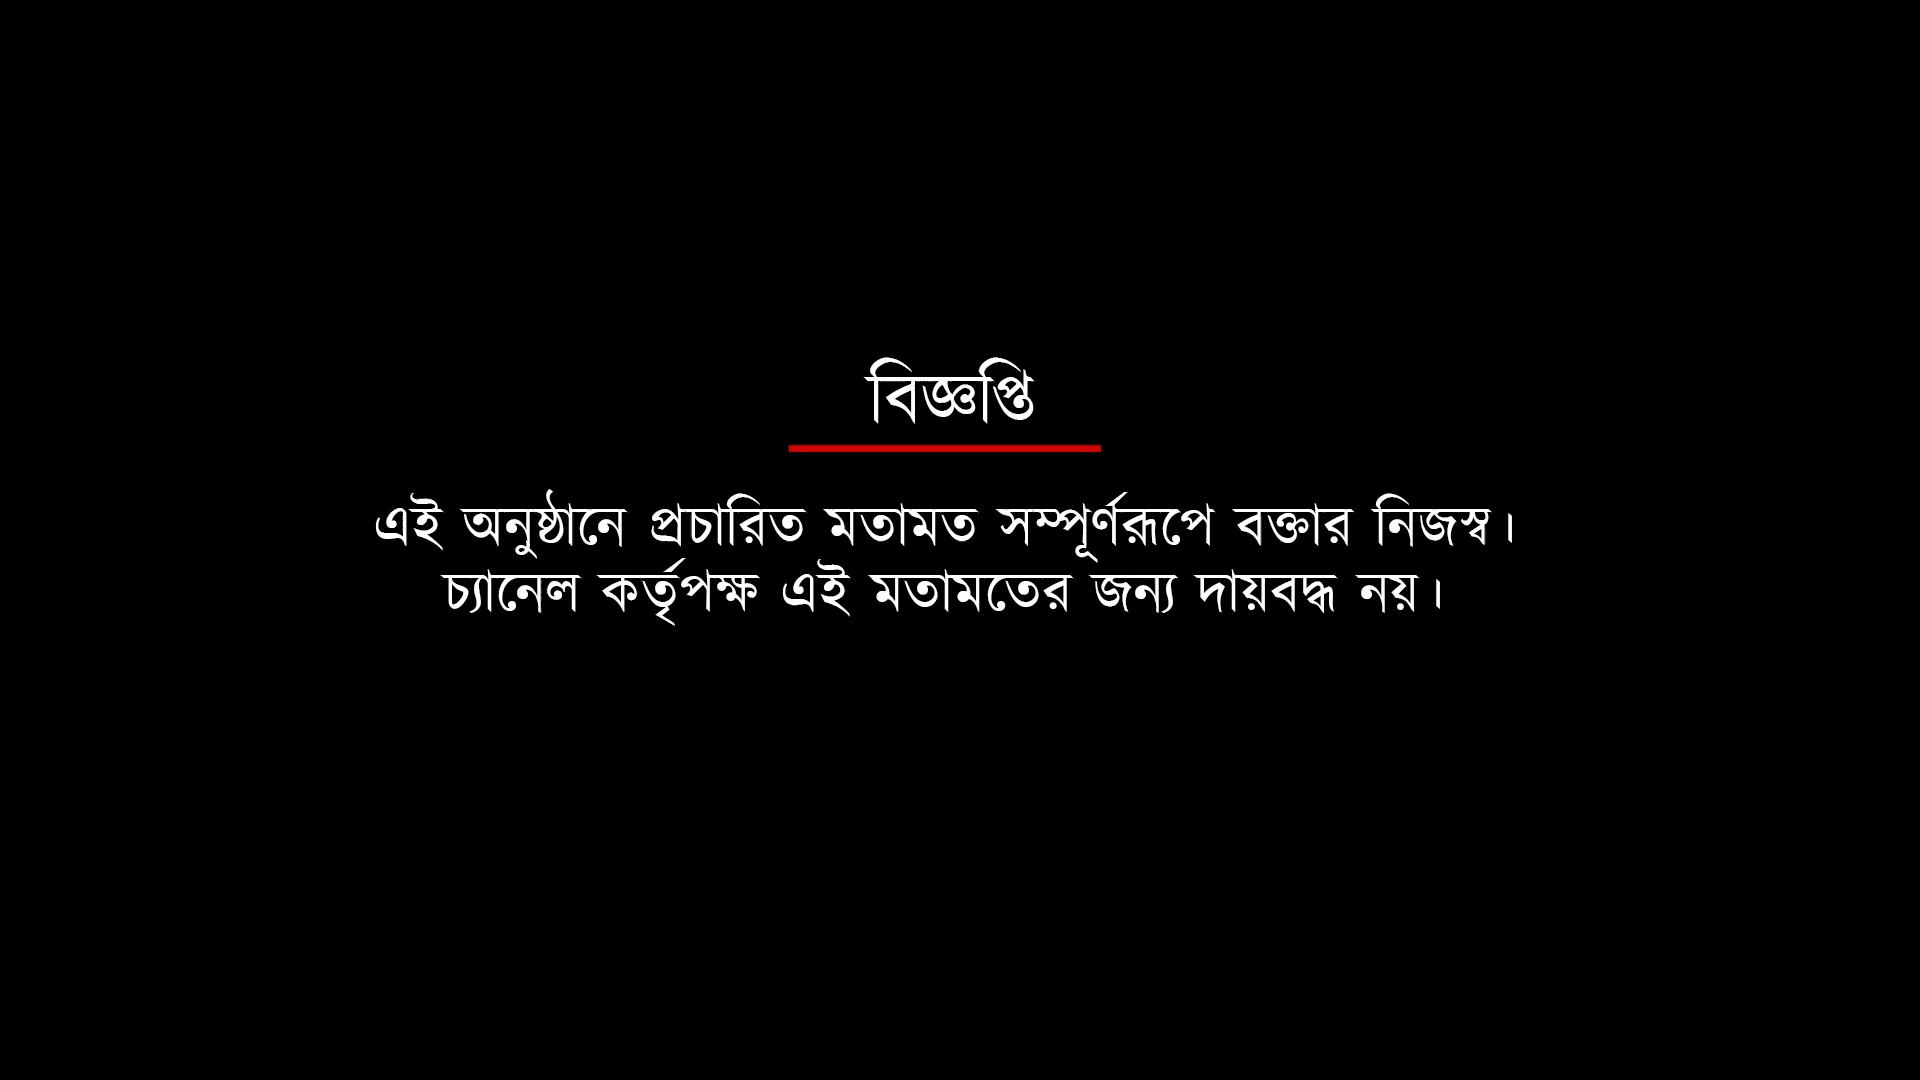 বিজ্ঞপ্তি
এই অনুষ্ঠানে প্রচারিত মতামত সম্পূর্ণরূপে বক্তার নিজস্ব।
চ্যানেল কর্তৃপক্ষ এই মতামতের জন্য দায়বদ্ধ নয়।